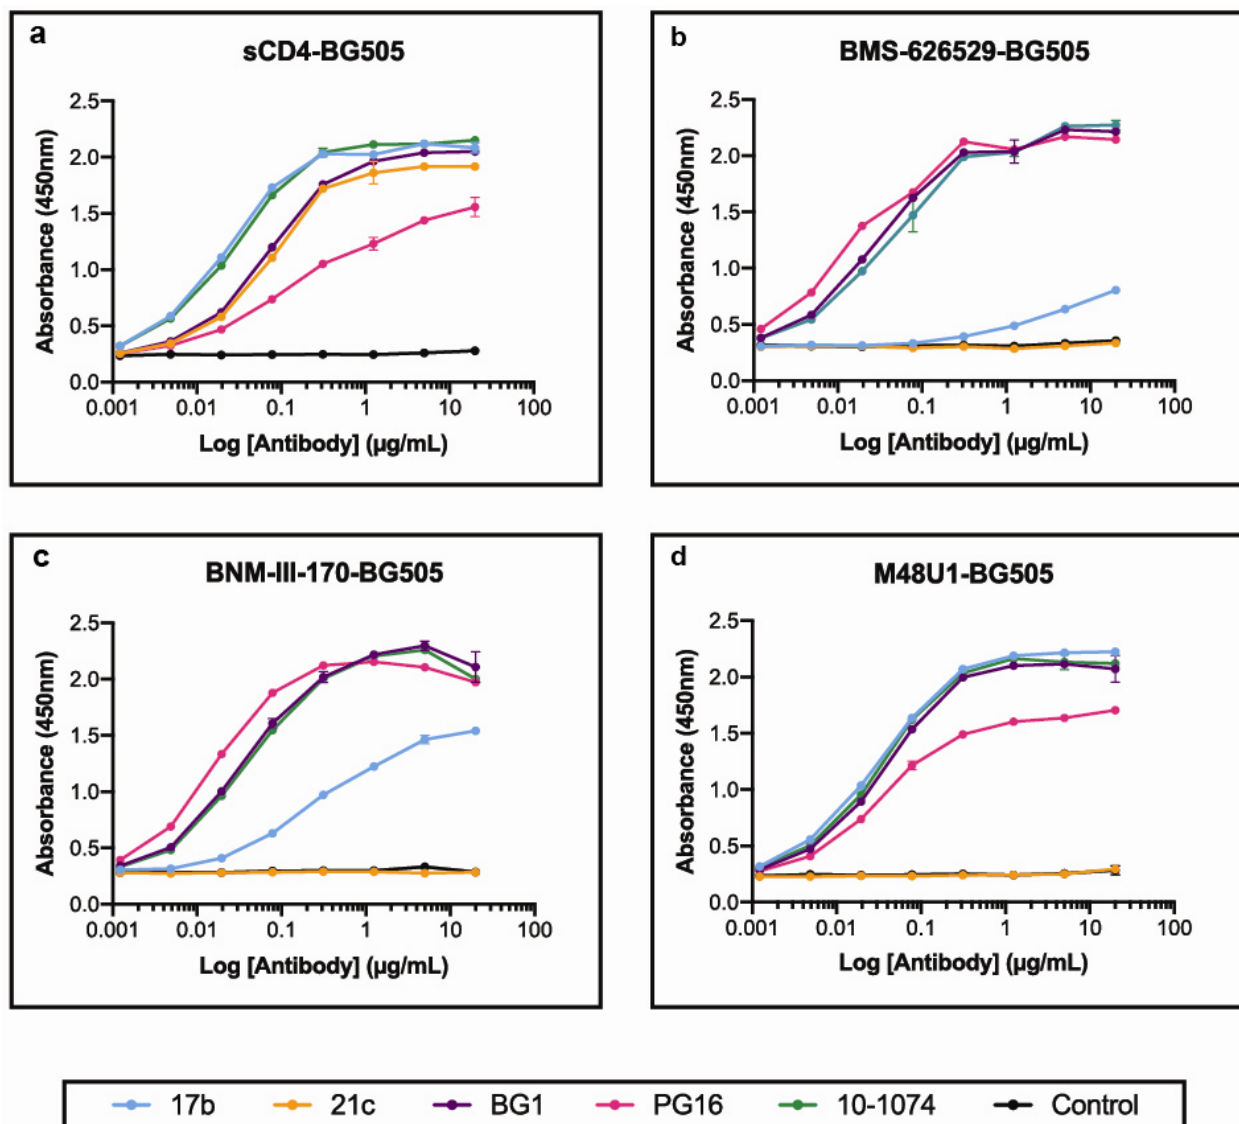 a
sCD4-BG505
Absorbance (450nm)
2.5
2.0
1.5
1.0
0.5
0.0
0.001 0.01 0.1 1 10 100
Log [Antibody] (µg/mL)
b
BMS-626529-BG505
Absorbance (450nm)
2.5
2.0
1.5
1.0
0.5
0.0
0.001 0.01 0.1 1 10 100
Log [Antibody] (µg/mL)
c
BNM-III-170-BG505
Absorbance (450nm)
2.5
2.0
1.5
1.0
0.5
0.0
0.001 0.01 0.1 1 10 100
Log [Antibody] (µg/mL)
d
M48U1-BG505
Absorbance (450nm)
2.5
2.0
1.5
1.0
0.5
0.0
0.001 0.01 0.1 1 10 100
Log [Antibody] (µg/mL)
17b 21c BG1 PG16 10-1074 Control